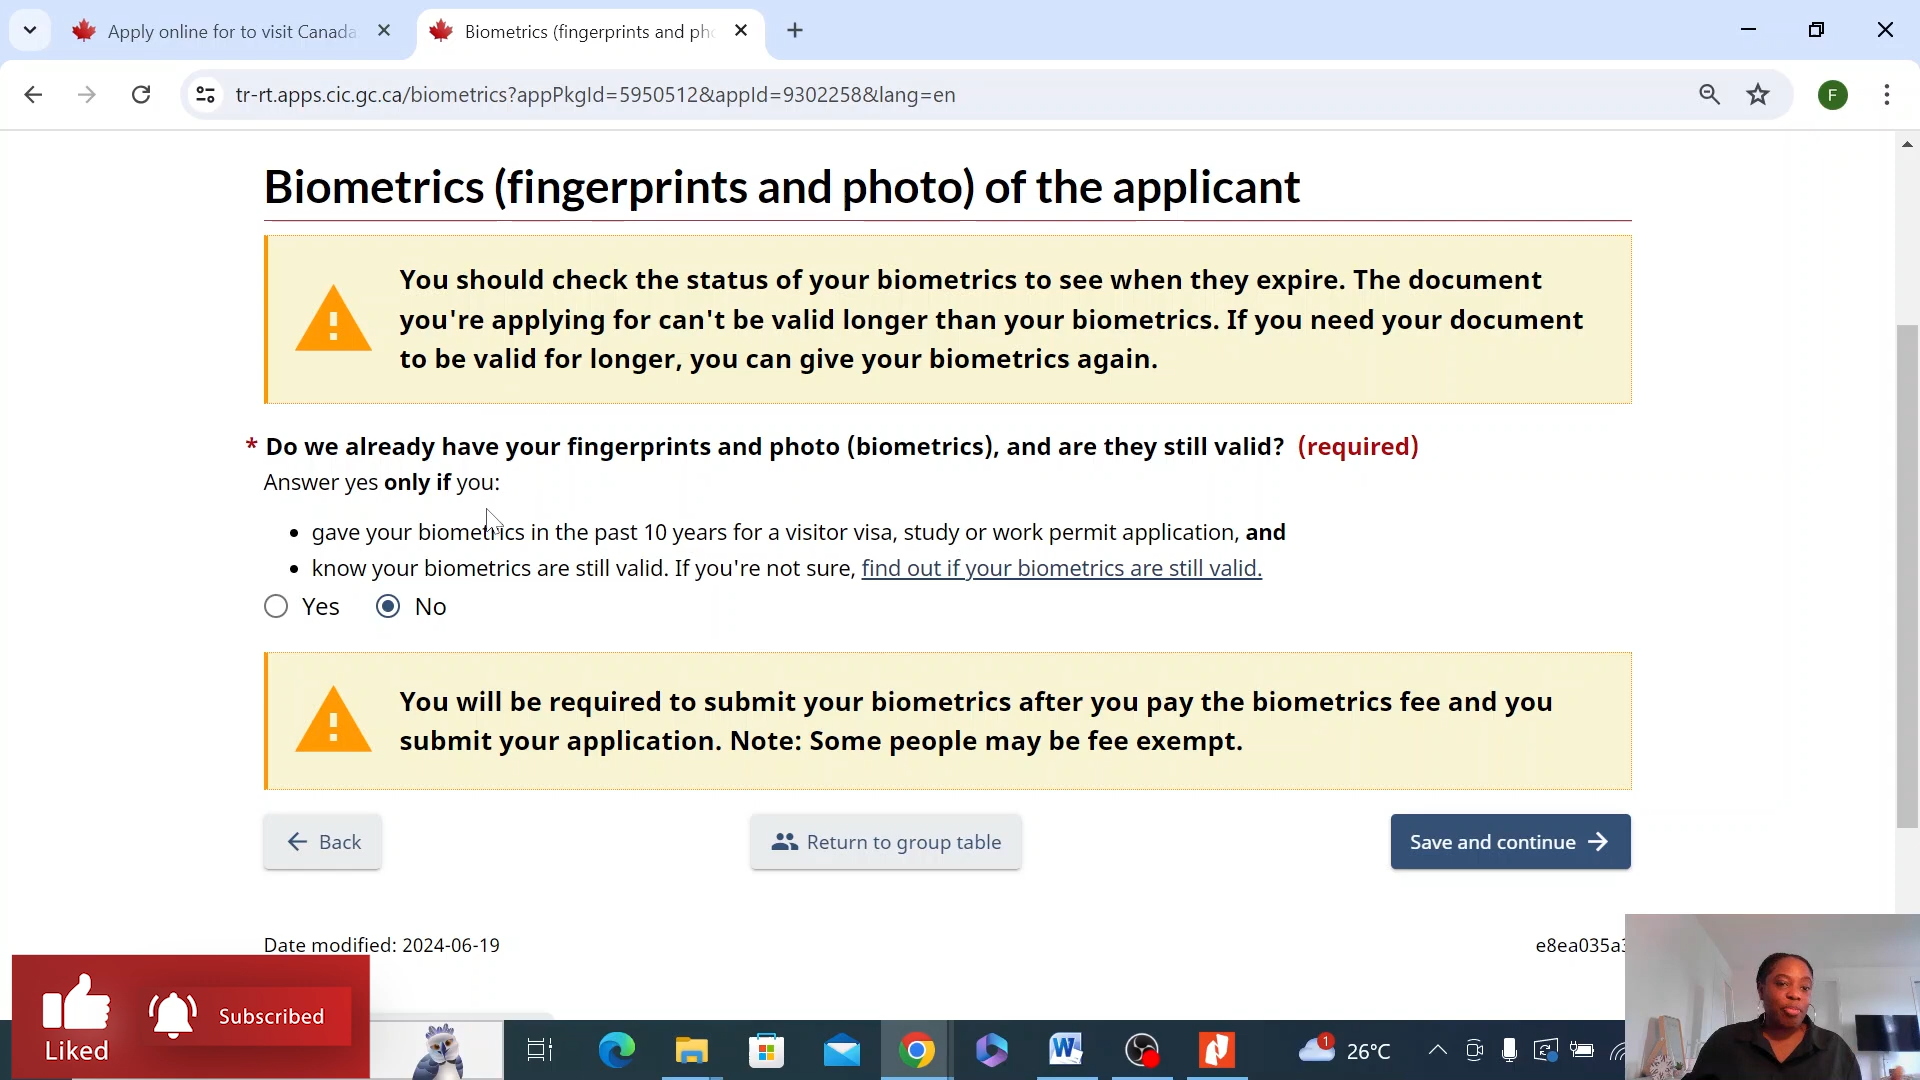 Apply online for to visit Canada
Biometrics (fingerprints and pho
tr-rt.apps.cic.gc.ca/biometrics?appPkgId=5950512&appId=9302258&lang=en
F
Biometrics (fingerprints and photo) of the applicant
You should check the status of your biometrics to see when they expire. The document
you're applying for can't be valid longer than your biometrics. If you need your document
to be valid for longer, you can give your biometrics again.
* Do we already have your fingerprints and photo (biometrics), and are they still valid? (required)
Answer yes only if you:
• gave your biometrics in the past 10 years for a visitor visa, study or work permit application, and
• know your biometrics are still valid. If you're not sure, find out if your biometrics are still valid.
Yes No
You will be required to submit your biometrics after you pay the biometrics fee and you
submit your application. Note: Some people may be fee exempt.
Back
Return to group table
Save and continue
Date modified: 2024-06-19
e8ea035a
Liked
Subscribed
W
1
26°C